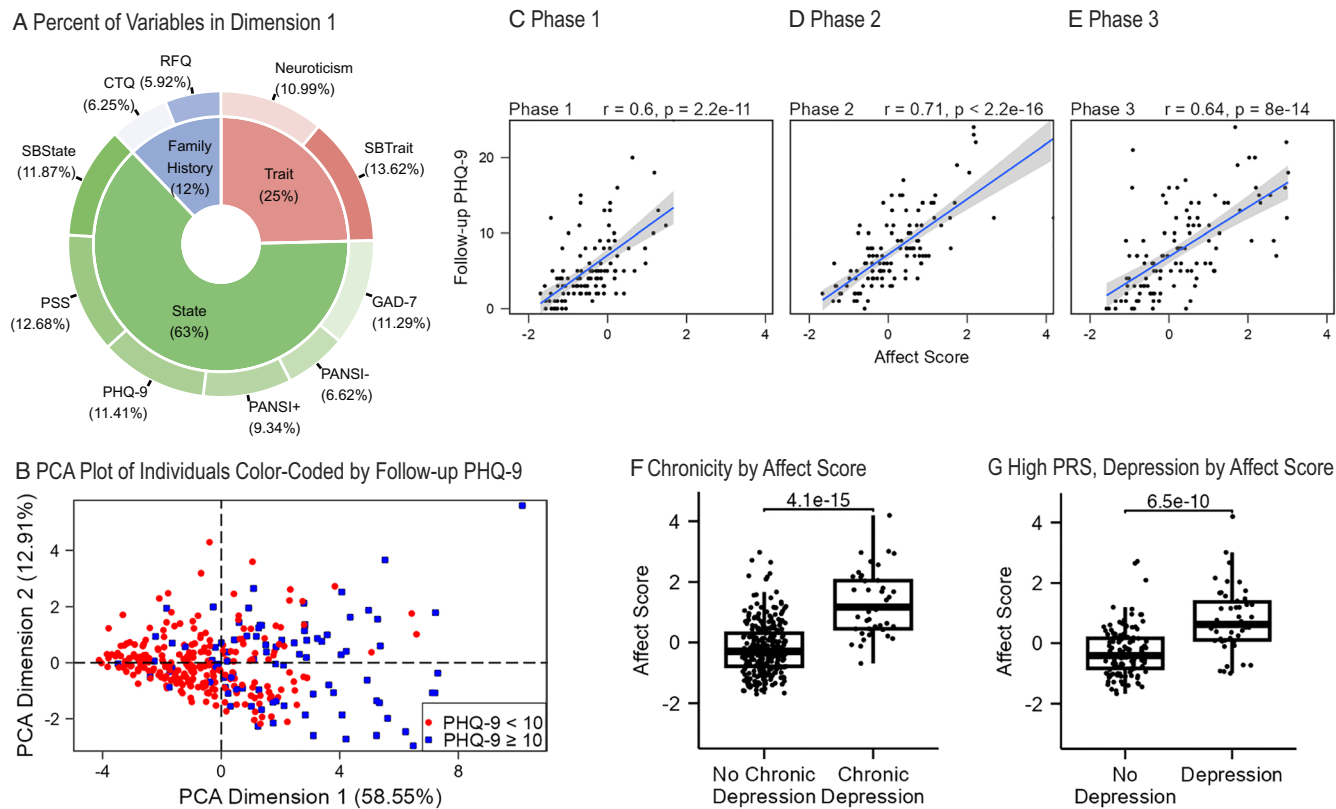 A Percent of Variables in Dimension 1
RFQ
(5.92%)
CTQ
(6.25%)
Neuroticism
(10.99%)
SBState
(11.87%)
Family
History
(12%)
Trait
(25%)
SBTrait
(13.62%)
PSS
(12.68%)
State
(63%)
GAD-7
(11.29%)
PHQ-9
(11.41%)
PANSI+
(9.34%)
PANSI-
(6.62%)
B PCA Plot of Individuals Color-Coded by Follow-up PHQ-9
PCA Dimension 2 (12.91%)
4
2
0
-2
-4
0
4
8
PCA Dimension 1 (58.55%)
PHQ-9 < 10
PHQ-9 ≥ 10
C Phase 1
D Phase 2
E Phase 3
Phase 1 r = 0.6, p = 2.2e-11
Phase 2 r = 0.71, p < 2.2e-16
Phase 3 r = 0.64, p = 8e-14
Follow-up PHQ-9
20
10
0
-2 0 2 4
-2 0 2 4
-2 0 2 4
Affect Score
F Chronicity by Affect Score
4.1e-15
Affect Score
4
2
0
-2
No Chronic
Depression
Chronic
Depression
G High PRS, Depression by Affect Score
6.5e-10
Affect Score
4
2
0
-2
No
Depression
Depression